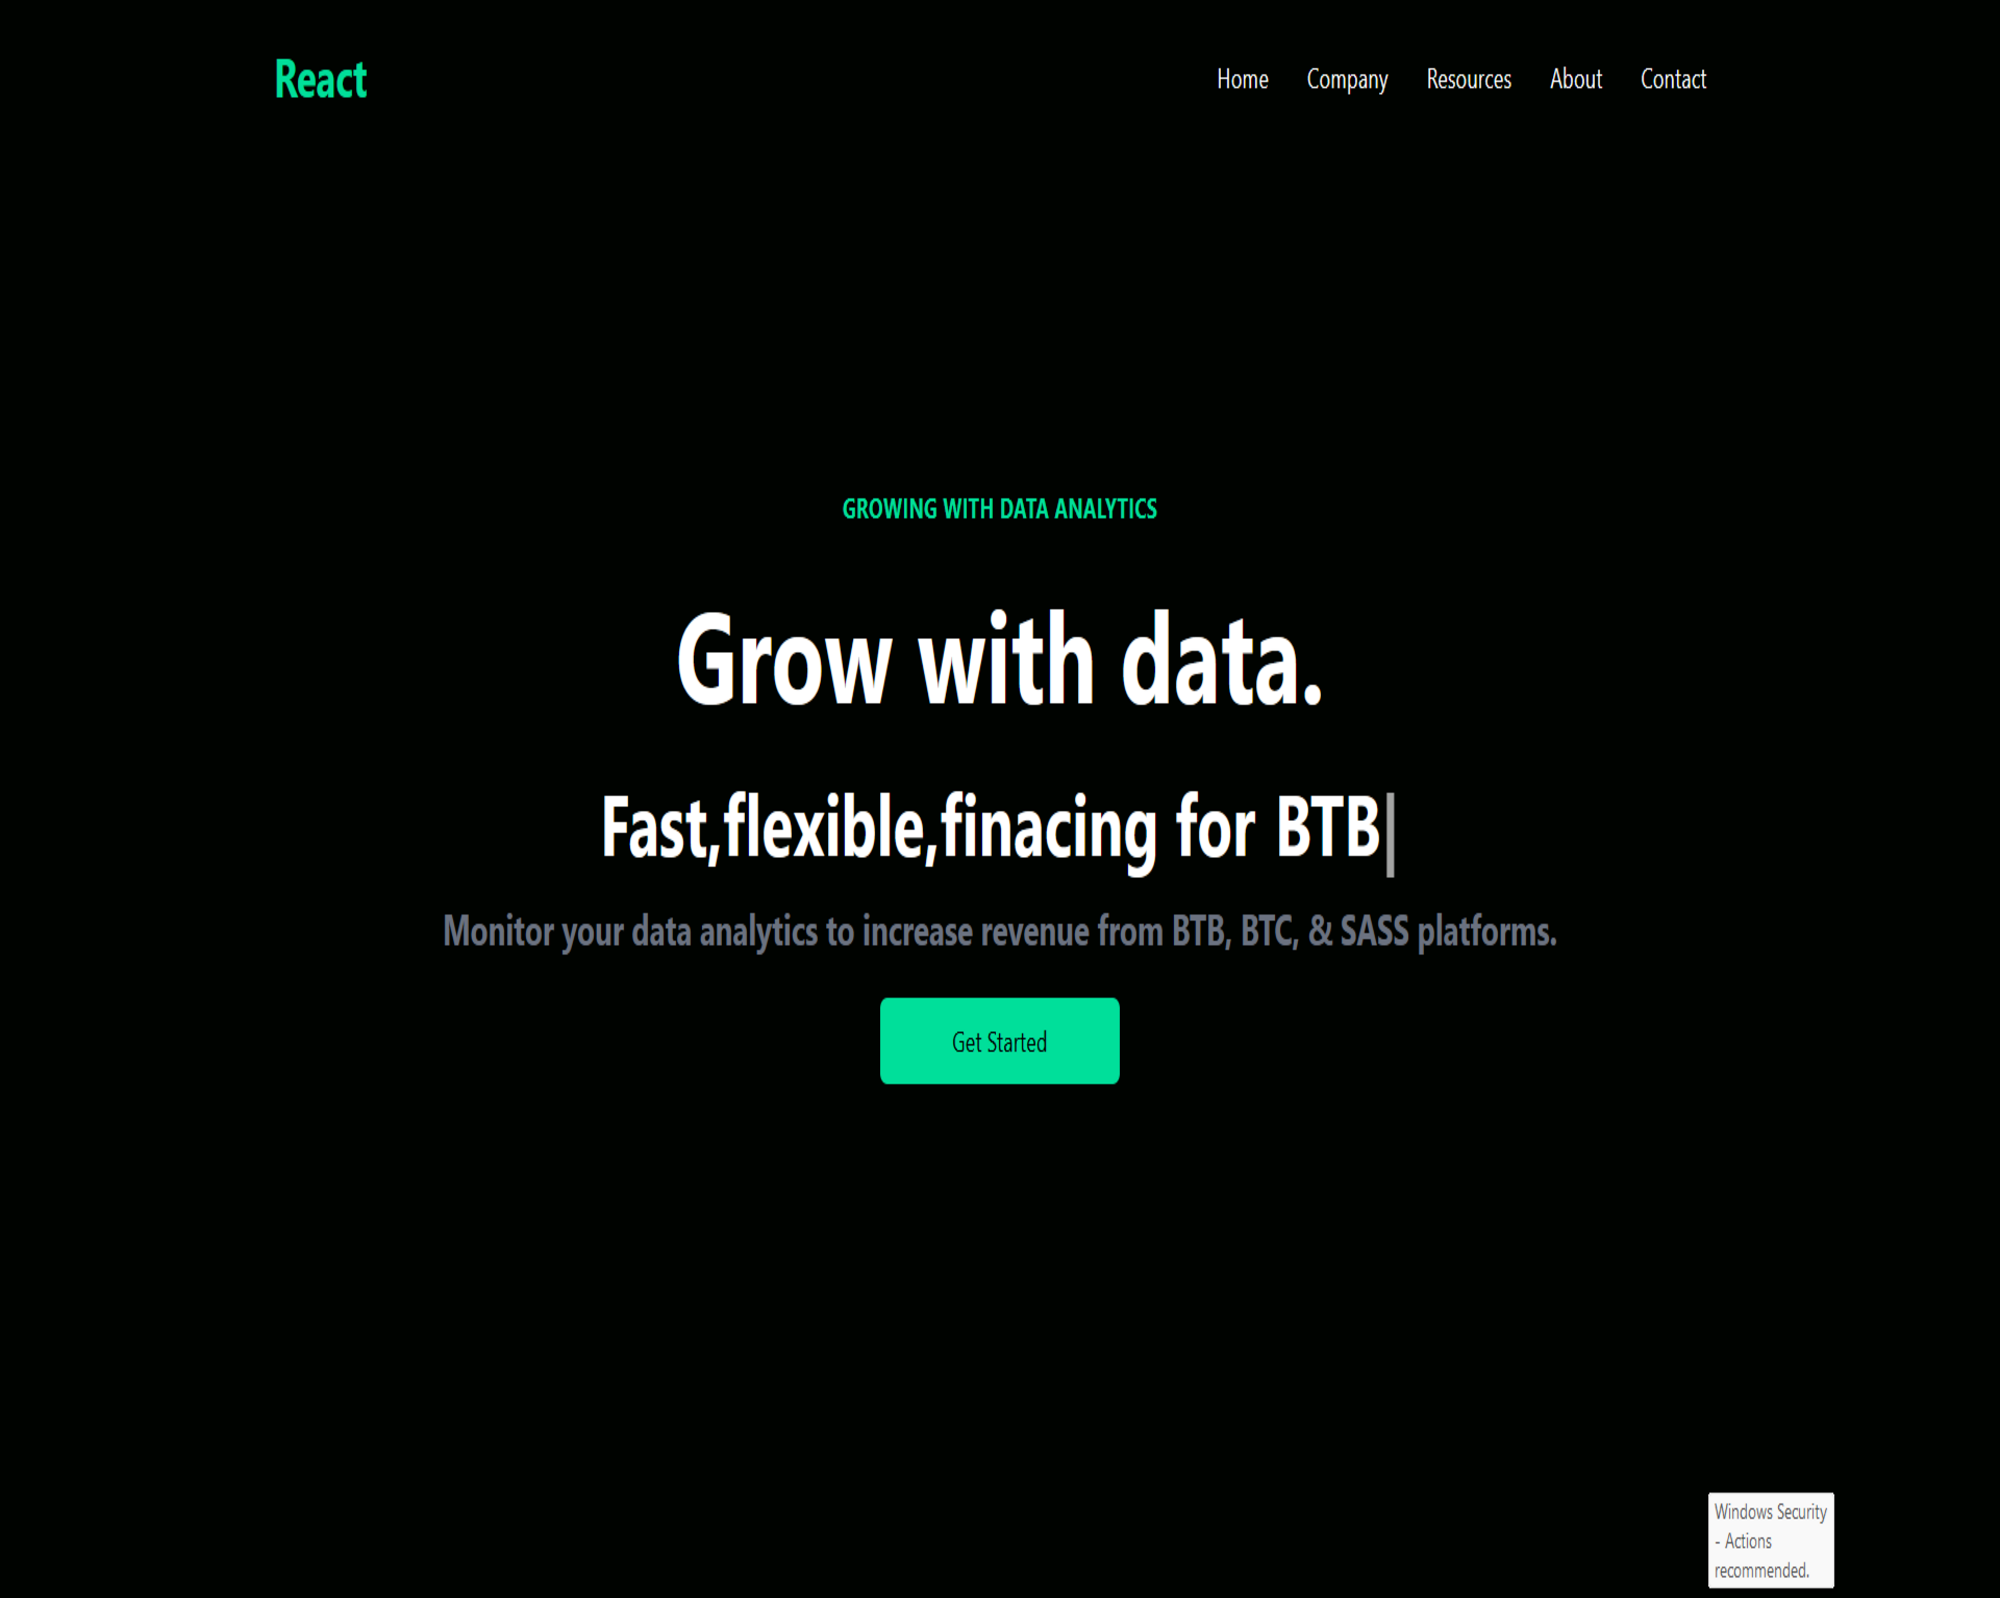 React
Home Company Resources About Contact
GROWING WITH DATA ANALYTICS
Grow with data.
Fast,flexible,finacing for BTB|
Monitor your data analytics to increase revenue from BTB, BTC, & SASS platforms.
Get Started
Windows Security
- Actions
recommended.